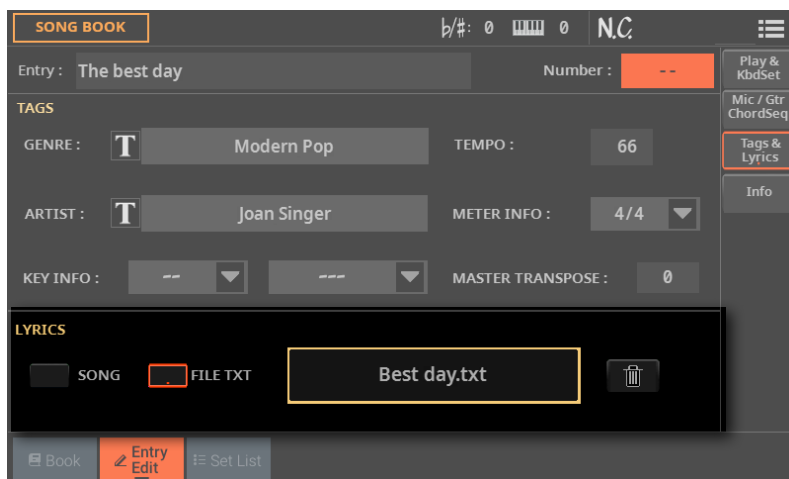 SONG BOOK ♭/♯: 0 0 N.C.
Entry : The best day Number : --
Play & KbdSet
TAGS
Mic / Gtr ChordSeq
GENRE : T Modern Pop TEMPO : 66
Tags & Lyrics
Info
ARTIST : T Joan Singer METER INFO : 4/4
KEY INFO : -- --- MASTER TRANSPOSE : 0
LYRICS
SONG FILE TXT Best day.txt
Book Entry Edit Set List